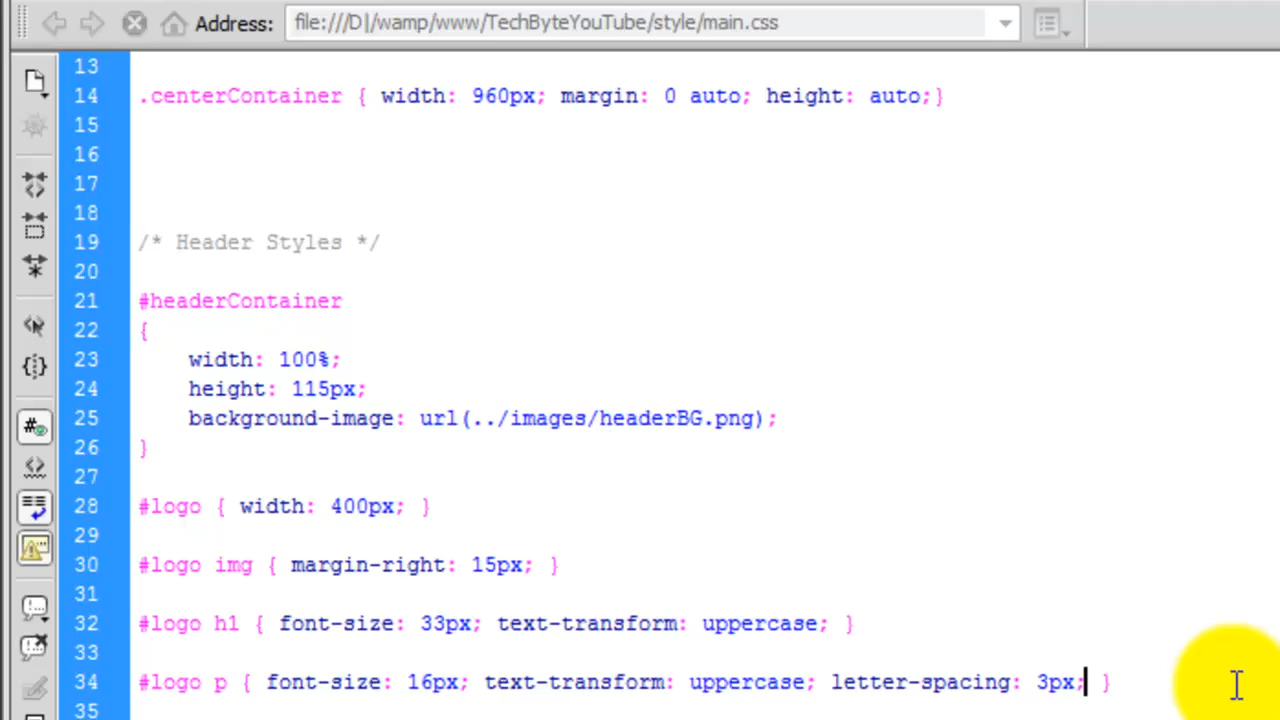 Address: file:///D|/wamp/www/TechByteYouTube/style/main.css
13
14 .centerContainer { width: 960px; margin: 0 auto; height: auto;}
15
16
17
18
19 /* Header Styles */
20
21 #headerContainer
22 {
23 width: 100%;
24 height: 115px;
25 background-image: url(../images/headerBG.png);
26 }
27
28 #logo { width: 400px; }
29
30 #logo img { margin-right: 15px; }
31
32 #logo h1 { font-size: 33px; text-transform: uppercase; }
33
34 #logo p { font-size: 16px; text-transform: uppercase; letter-spacing: 3px; }
35